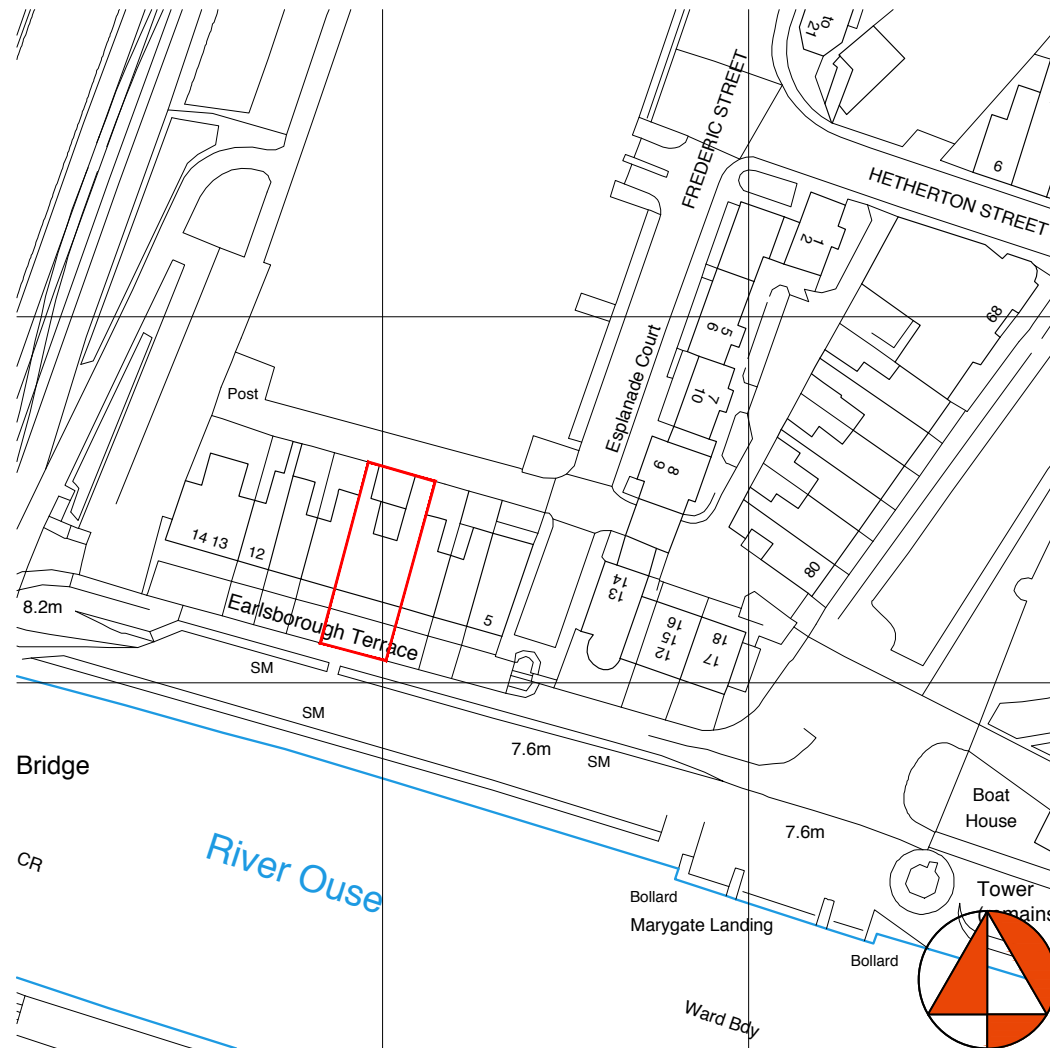 to
21
FREDERIC STREET
6
HETHERTON STREET
1
2
89
5
6
Esplanade Court
Post
7
10
8
9
14 13
12
80
13
14
8.2m
Earlsborough Terrace
5
16
15
12
18
17
SM
SM
7.6m
SM
Bridge
Boat
House
7.6m
River Ouse
CR
Tower
Bollard
Marygate Landing
Bollard
Ward Bdy